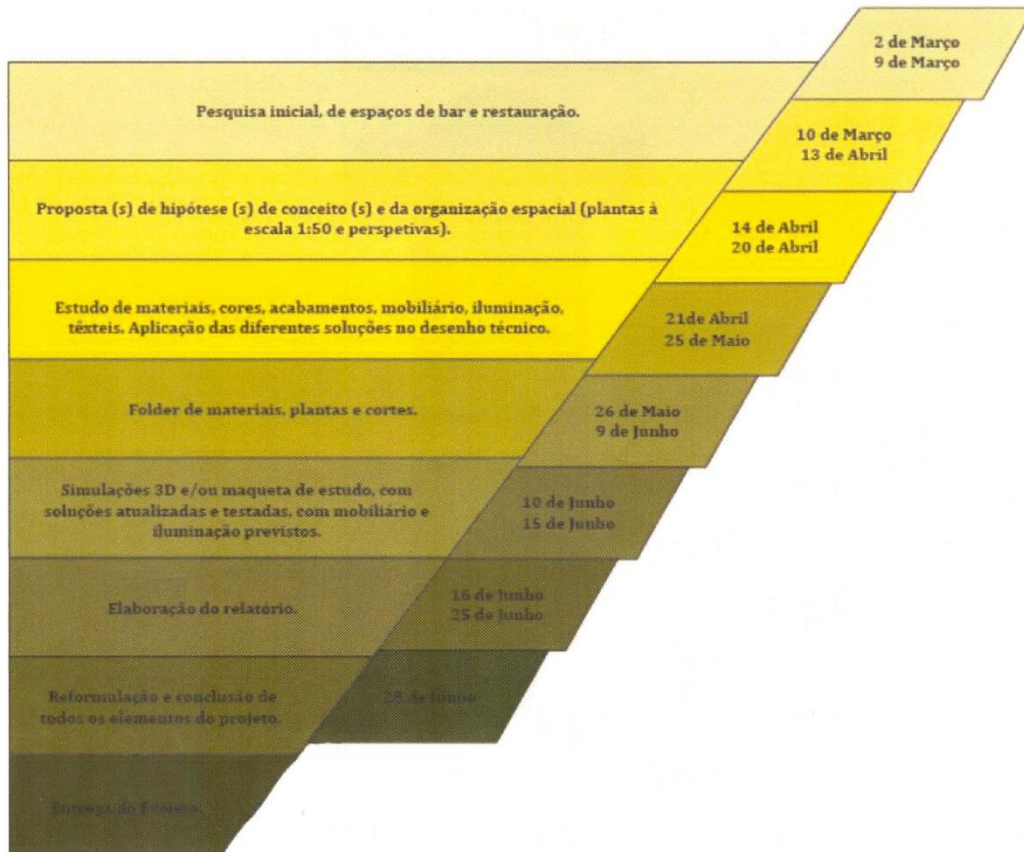 2 de Março
9 de Março
Pesquisa inicial, de espaços de bar e restauração.
10 de Março
13 de Abril
Proposta (s) de hipótese (s) de conceito (s) e da organização espacial (plantas à
escala 1:50 e perspetivas).
14 de Abril
20 de Abril
Estudo de materiais, cores, acabamentos, mobiliário, iluminação,
têxteis. Aplicação das diferentes soluções no desenho técnico.
21de Abril
25 de Maio
Folder de materiais, plantas e cortes.
26 de Maio
9 de Junho
Simulações 3D e/ou maqueta de estudo, com
soluções atualizadas e testadas, com mobiliário e
iluminação previstos.
10 de Junho
15 de Junho
Elaboração do relatório.
16 de Junho
25 de Junho
Reformulação e conclusão de
todos os elementos do projeto.
de Junho
Entrega do Projeto.